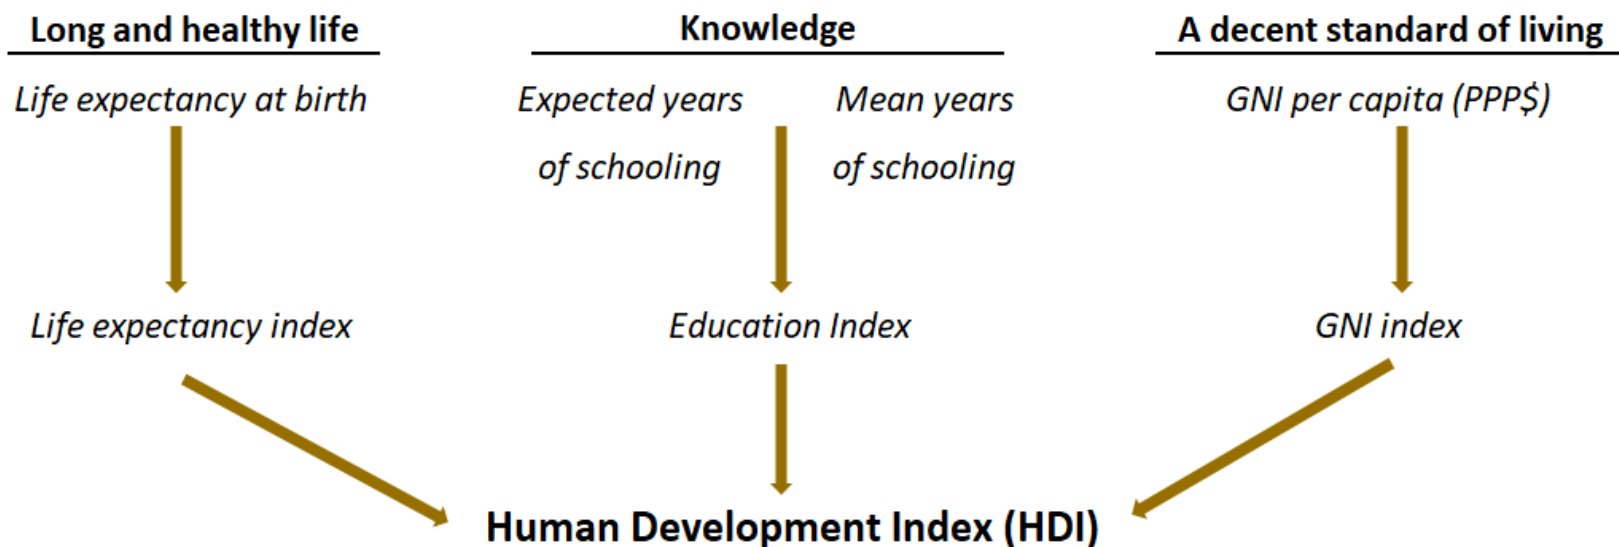 Long and healthy life
Knowledge
A decent standard of living
Life expectancy at birth
Expected years
of schooling
Mean years
of schooling
GNI per capita (PPP$)
Life expectancy index
Education Index
GNI index
Human Development Index (HDI)